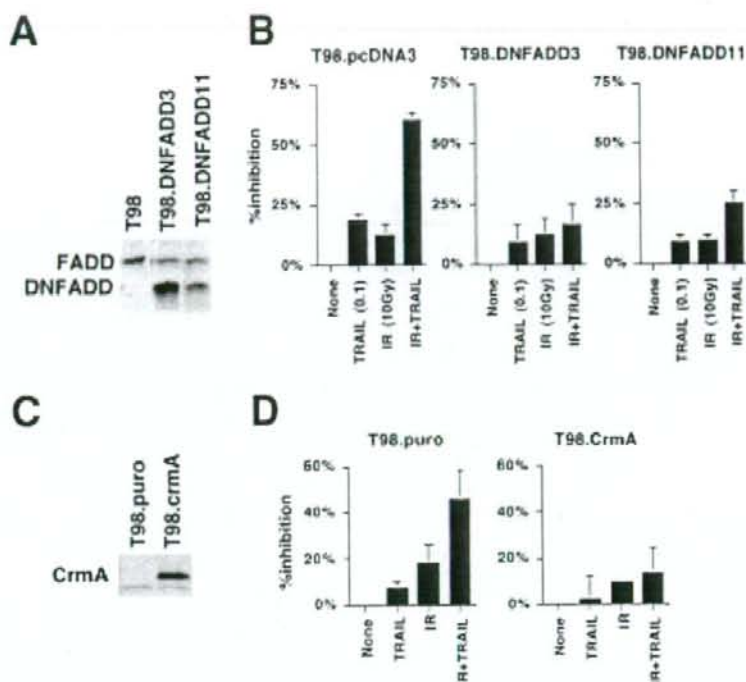 A
T98
T98.DNFADD3
T98.DNFADD11
FADD
DNFADD
B
T98.pcDNA3
T98.DNFADD3
T98.DNFADD11
%inhibition
75%
50%
25%
0%
None
TRAIL (0.1)
IR (10Gy)
IR+TRAIL
75%
50%
25%
0%
None
TRAIL (0.1)
IR (10Gy)
IR+TRAIL
75%
50%
25%
0%
None
TRAIL (0.1)
IR (10Gy)
IR+TRAIL
C
T98.puro
T98.crmA
CrmA
D
T98.puro
T98.CrmA
%inhibition
60%
40%
20%
0%
None
TRAIL
IR
IR+TRAIL
60%
40%
20%
0%
None
TRAIL
IR
IR+TRAIL